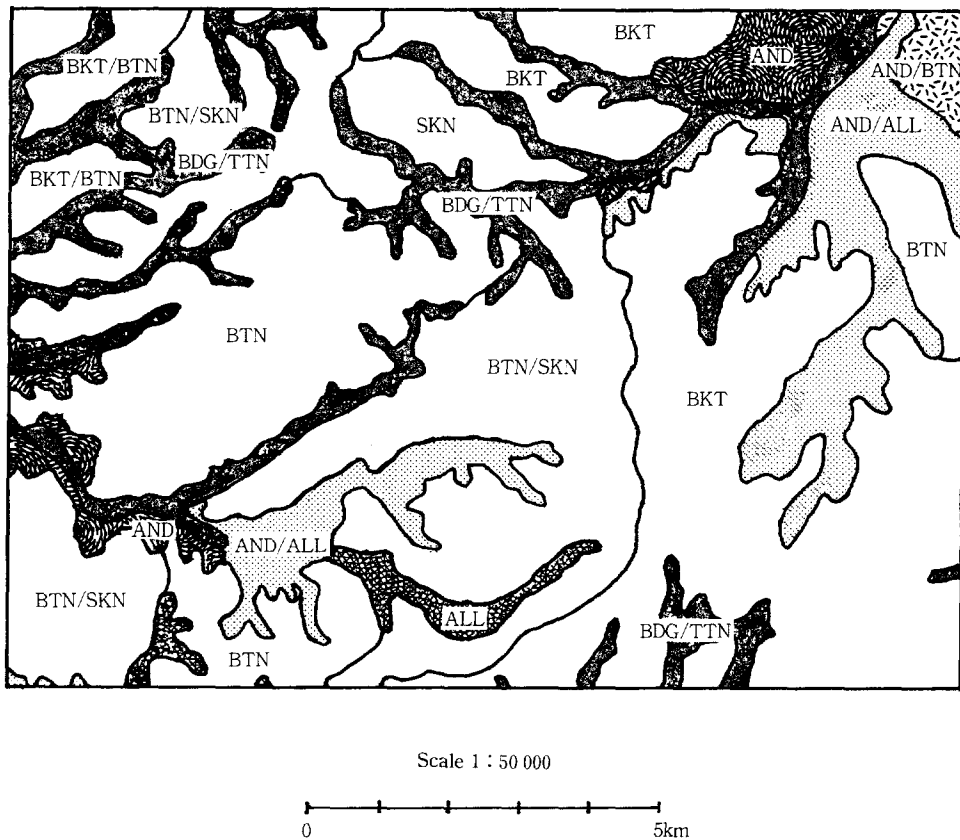 BKT
AND
BKT/BTN
BKT
AND/BTN
BTN/SKN
SKN
AND/ALL
BDG/TTN
BKT/BTN
BDG/TTN
BTN
BTN
BTN/SKN
BKT
AND
AND/ALL
BTN/SKN
ALL
BDG/TTN
BTN
Scale 1 : 50 000
0 5km